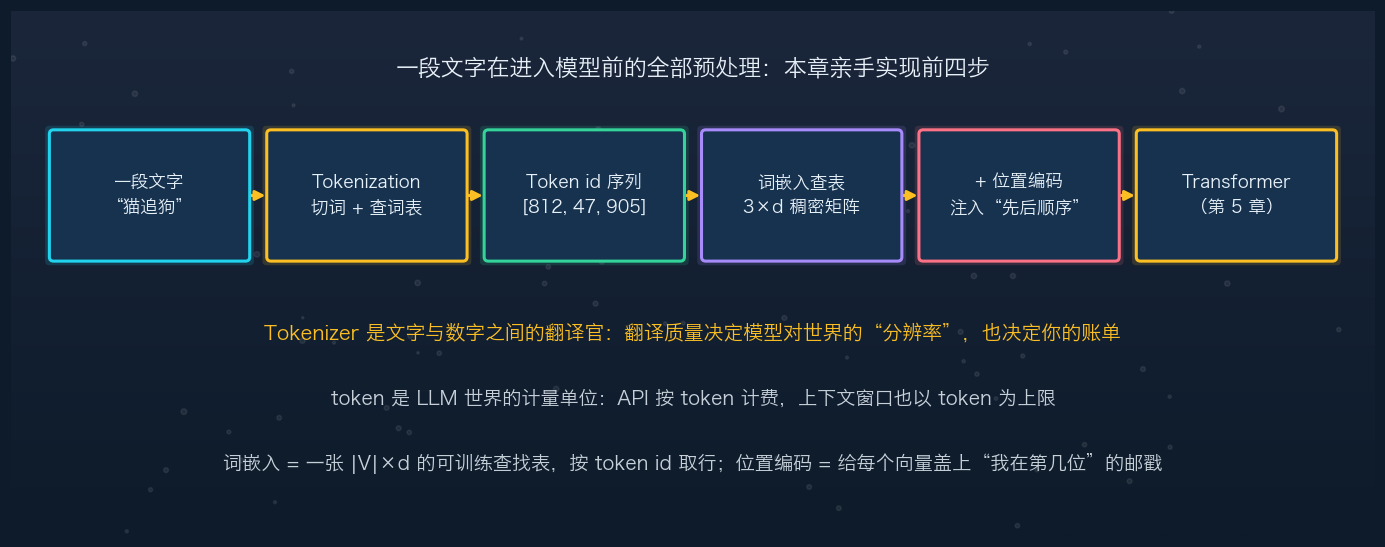 一段文字在进入模型前的全部预处理：本章亲手实现前四步
一段文字
“猫追狗”
Tokenization
切词 + 查词表
Token id 序列
[812, 47, 905]
词嵌入查表
3×d 稠密矩阵
+ 位置编码
注入“先后顺序”
Transformer
（第 5 章）
Tokenizer 是文字与数字之间的翻译官：翻译质量决定模型对世界的“分辨率”，也决定你的账单
token 是 LLM 世界的计量单位：API 按 token 计费，上下文窗口也以 token 为上限
词嵌入 = 一张 |V|×d 的可训练查找表，按 token id 取行；位置编码 = 给每个向量盖上“我在第几位”的邮戳